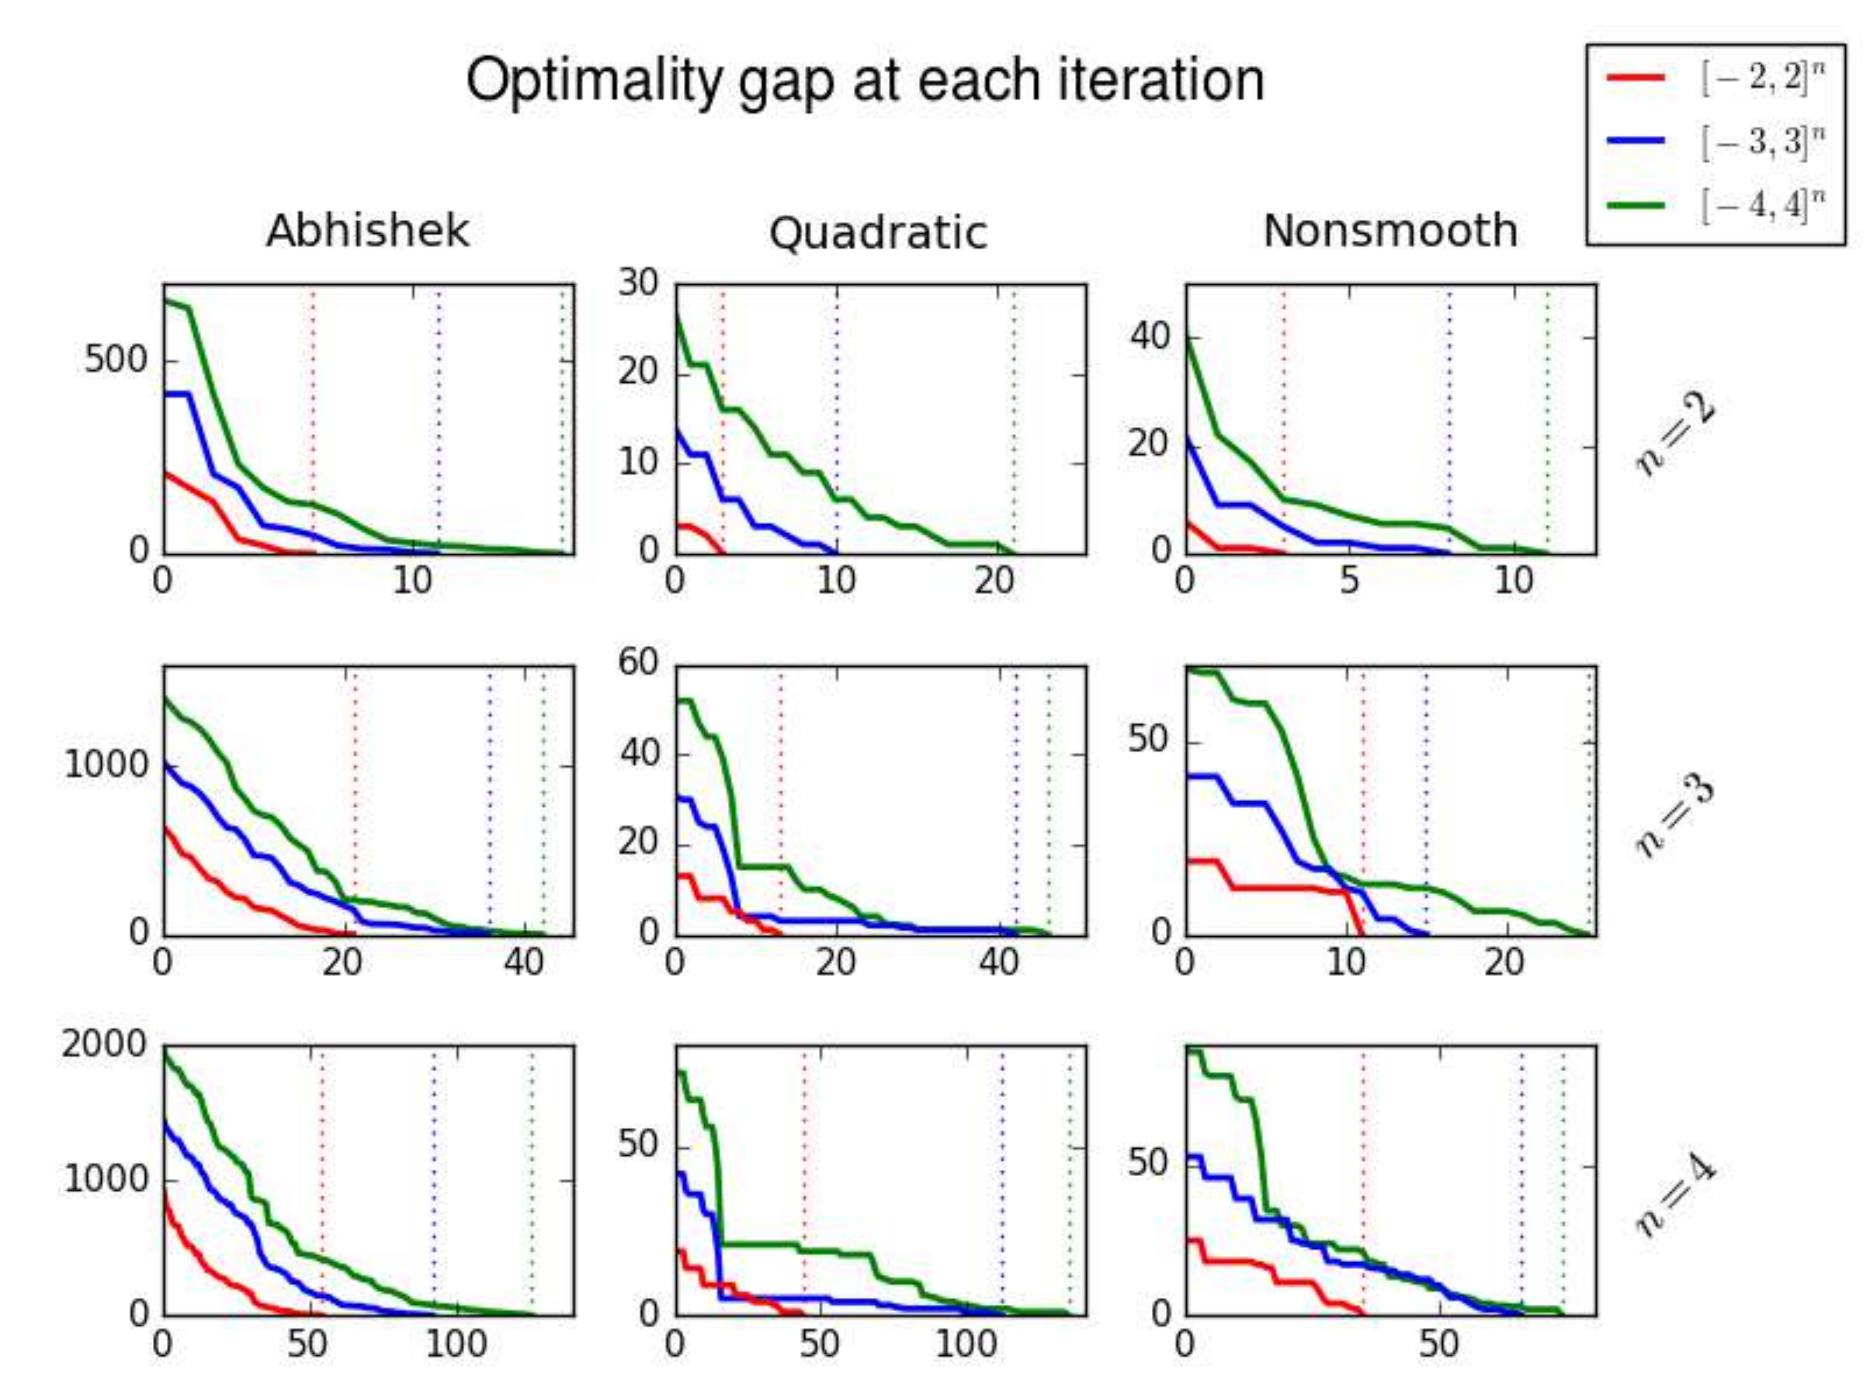 Optimality gap at each iteration
[−2,2]ⁿ
[−3,3]ⁿ
[−4,4]ⁿ
Abhishek Quadratic Nonsmooth
500
0
0 10
30
20
10
0
0 10 20
40
20
0
0 5 10
n=2
1000
0
0 20 40
60
40
20
0
0 20 40
50
0
0 10 20
n=3
2000
1000
0
0 50 100
50
0
0 50 100
50
0
0 50
n=4